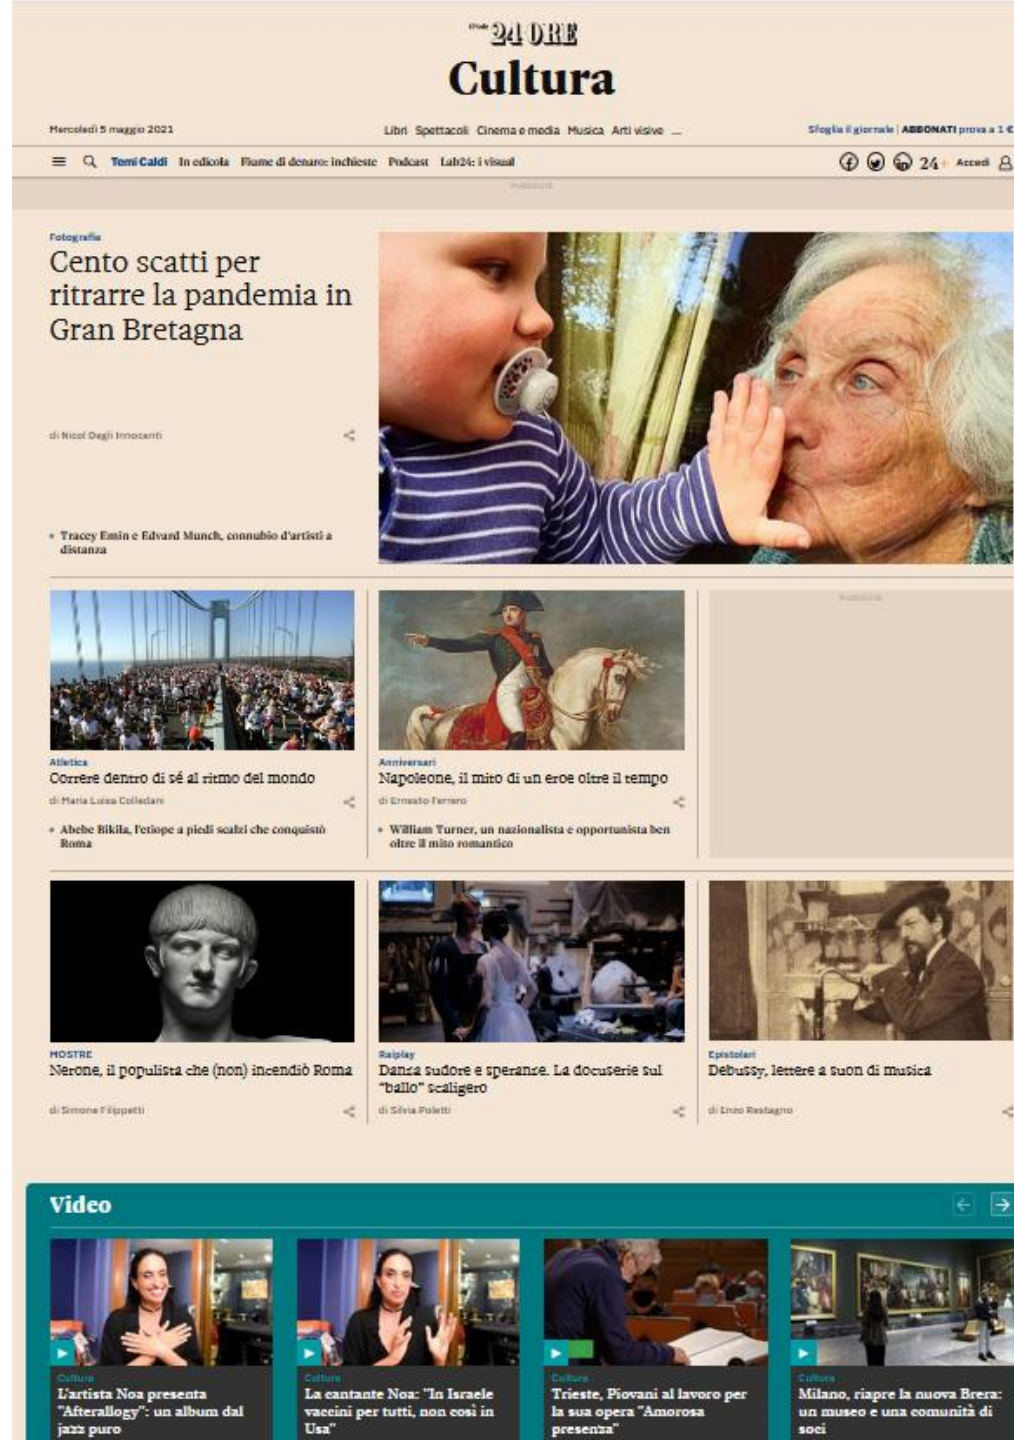 il Sole 24 ORE
Cultura
Mercoledì 5 maggio 2021
Libri Spettacoli Cinema e media Musica Arti visive ...
Sfoglia il giornale | ABBONATI prova a 1 €
Temi Caldi In edicola Fiume di denaro: inchieste Podcast Lab24: i visual
24+ Accedi
Pubblicità
Fotografia
Cento scatti per
ritrarre la pandemia in
Gran Bretagna
di Nicol Degli Innocenti
Tracey Emin e Edvard Munch, connubio d'artisti a
distanza
Pubblicità
Atletica
Correre dentro di sé al ritmo del mondo
di Maria Luisa Colledani
Abebe Bikila, l'etiope a piedi scalzi che conquistò
Roma
Anniversari
Napoleone, il mito di un eroe oltre il tempo
di Ernesto Ferrero
William Turner, un nazionalista e opportunista ben
oltre il mito romantico
MOSTRE
Nerone, il populista che (non) incendiò Roma
di Simone Filippetti
Raiplay
Danza sudore e speranze. La docuserie sul
"ballo" scaligero
di Silvia Poletti
Epistolari
Debussy, lettere a suon di musica
di Enzo Restagno
Video
Cultura
L'artista Noa presenta
"Afterallogy": un album dal
jazz puro
Cultura
La cantante Noa: "In Israele
vaccini per tutti, non così in
Usa"
Cultura
Trieste, Piovani al lavoro per
la sua opera "Amorosa
presenza"
Cultura
Milano, riapre la nuova Brera:
un museo e una comunità di
soci